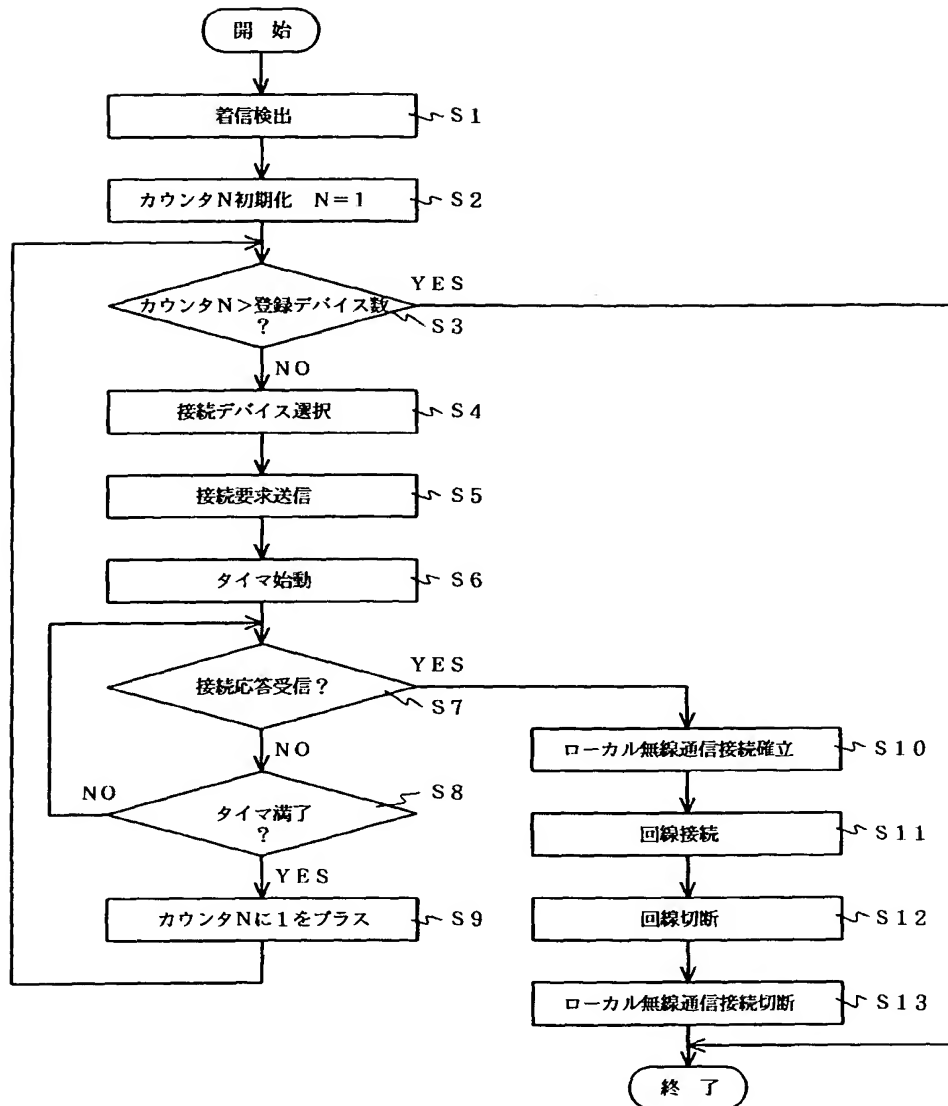 開 始
着信検出
S1
カウンタN初期化 N=1
S2
YES
カウンタN>登録デバイス数
?
S3
NO
接続デバイス選択
S4
接続要求送信
S5
タイマ始動
S6
YES
接続応答受信?
S7
NO
ローカル無線通信接続確立
S10
NO
タイマ満了
?
S8
回線接続
S11
YES
カウンタNに1をプラス
S9
回線切断
S12
ローカル無線通信接続切断
S13
終 了